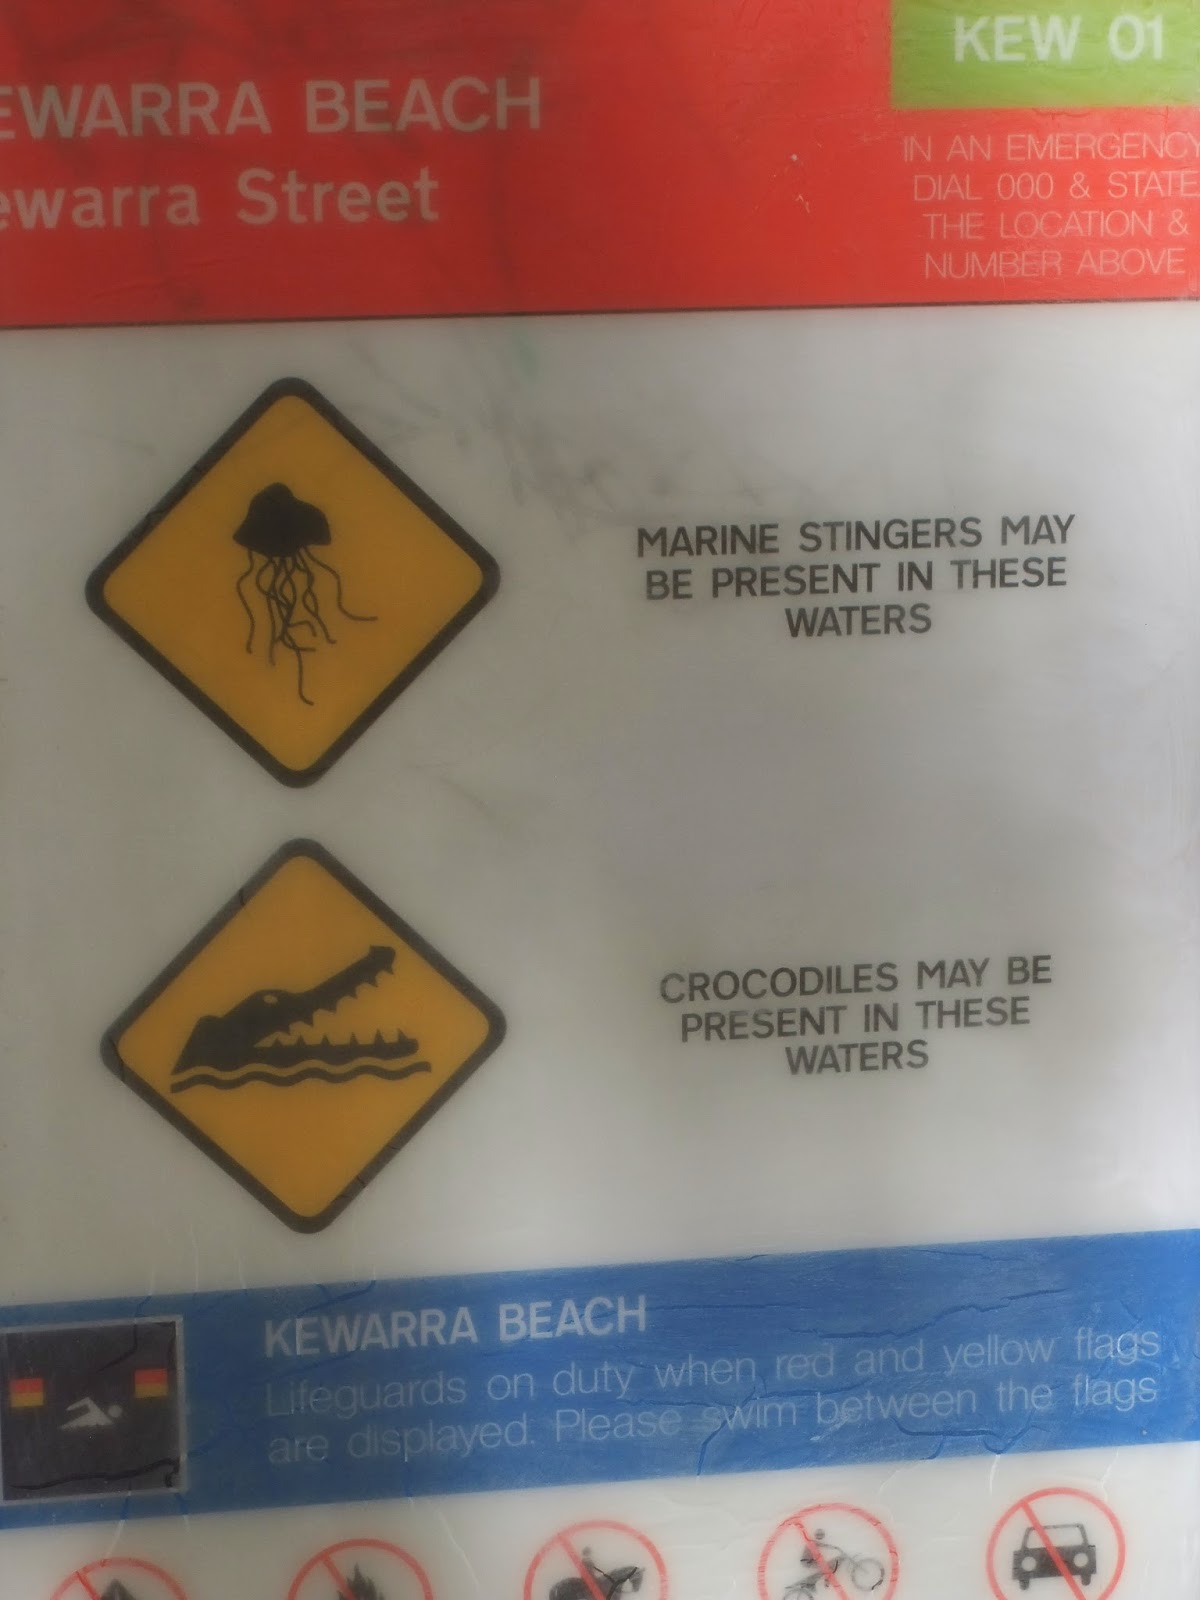 EWARRA BEACH
ewarra Street
KEW 01
IN AN EMERGENCY
DIAL 000 & STATE
THE LOCATION &
NUMBER ABOVE
MARINE STINGERS MAY
BE PRESENT IN THESE
WATERS
CROCODILES MAY BE
PRESENT IN THESE
WATERS
KEWARRA BEACH
Lifeguards on duty when red and yellow flags
are displayed. Please swim between the flags